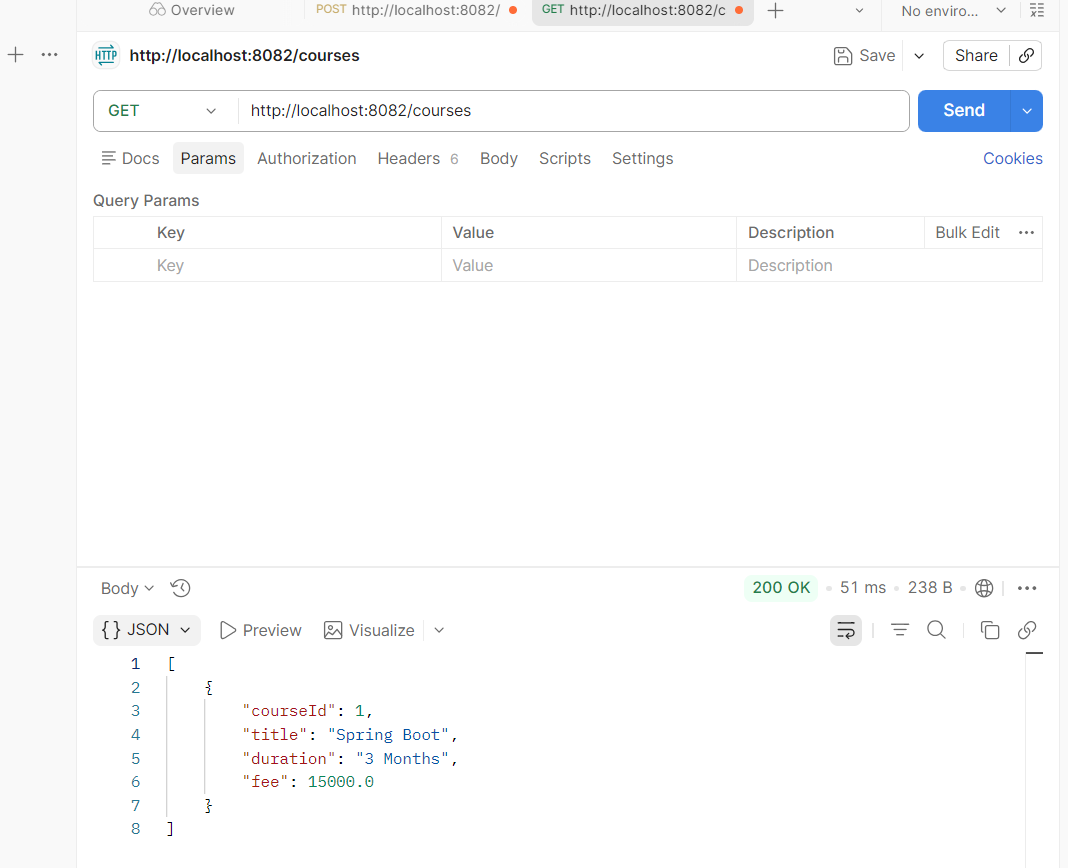 Overview POST http://localhost:8082/ GET http://localhost:8082/c No enviro...
HTTP http://localhost:8082/courses Save Share
GET http://localhost:8082/courses Send
Docs Params Authorization Headers 6 Body Scripts Settings Cookies
Query Params
Key Value Description Bulk Edit
Key Value Description
Body 200 OK 51 ms 238 B
{} JSON Preview Visualize
1 [
2 {
3 "courseId": 1,
4 "title": "Spring Boot",
5 "duration": "3 Months",
6 "fee": 15000.0
7 }
8 ]